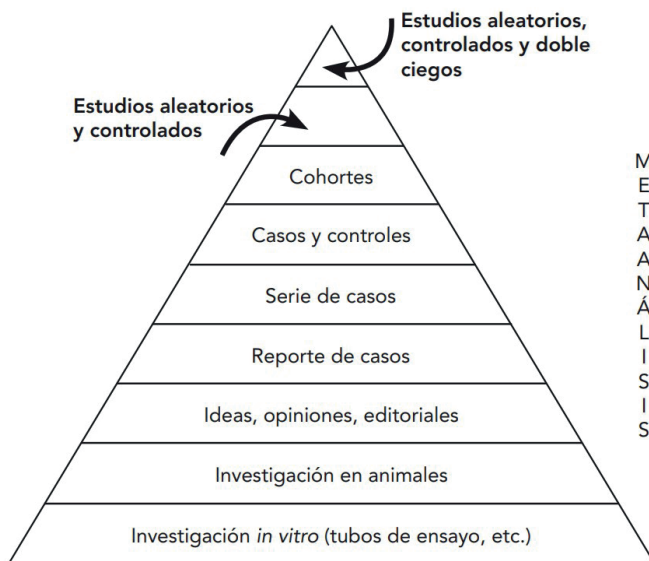 Estudios aleatorios,
controlados y doble
ciegos
Estudios aleatorios
y controlados
Cohortes
Casos y controles
Serie de casos
Reporte de casos
Ideas, opiniones, editoriales
Investigación en animales
Investigación in vitro (tubos de ensayo, etc.)
M
E
T
A
A
N
Á
L
I
S
I
S